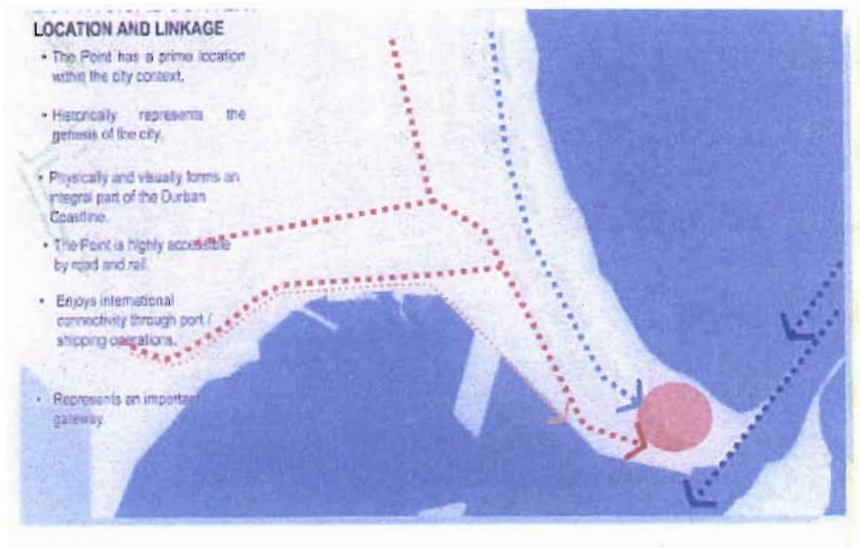 LOCATION AND LINKAGE
• The Point has a prime location
within the city context.
• Historically represents the
genesis of the city.
• Physically and visually forms an
integral part of the Durban
Coastline.
• The Point is highly accessible
by road and rail.
• Enjoys international
connectivity through port /
shipping operations.
• Represents an important
gateway